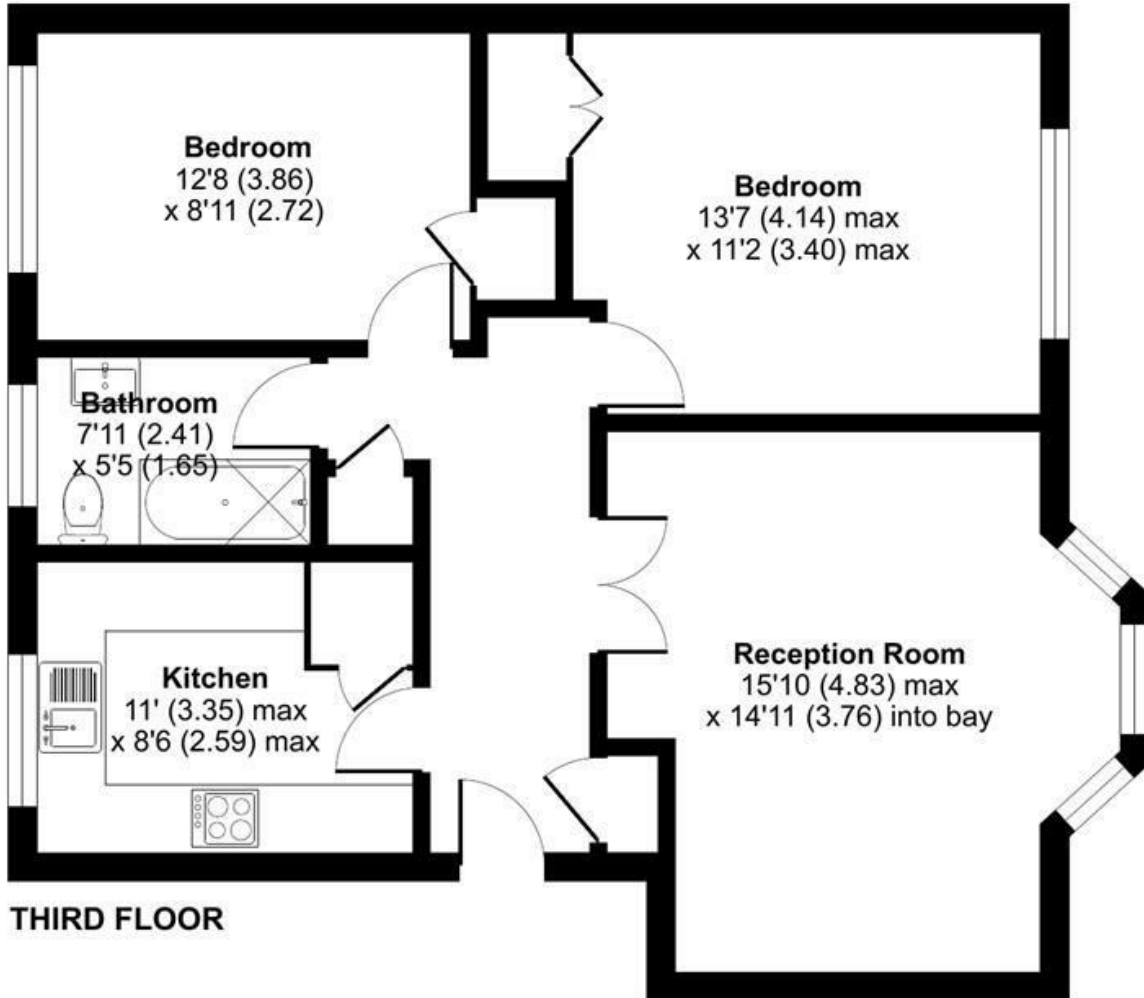 Bedroom
12'8 (3.86)
x 8'11 (2.72)
Bedroom
13'7 (4.14) max
x 11'2 (3.40) max
Bathroom
7'11 (2.41)
x 5'5 (1.65)
Kitchen
11' (3.35) max
x 8'6 (2.59) max
Reception Room
15'10 (4.83) max
x 14'11 (3.76) into bay
THIRD FLOOR